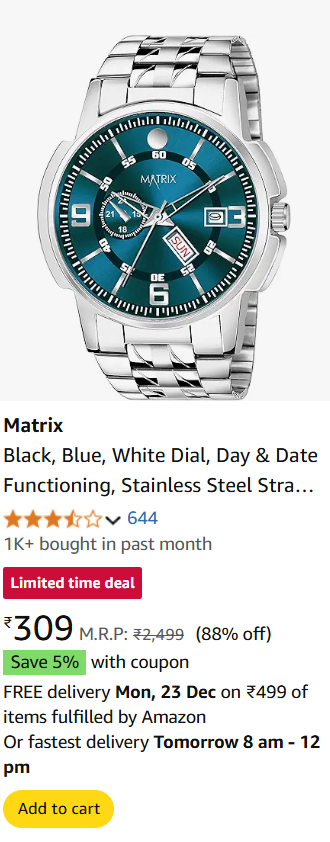 60
55
05
50
MATRIX
24
21
15
18
9
3
SUN
45
40
20
25
30
6
Matrix
Black, Blue, White Dial, Day & Date
Functioning, Stainless Steel Stra...
644
1K+ bought in past month
Limited time deal
₹309 M.R.P: ₹2,499 (88% off)
Save 5% with coupon
FREE delivery Mon, 23 Dec on ₹499 of
items fulfilled by Amazon
Or fastest delivery Tomorrow 8 am - 12
pm
Add to cart